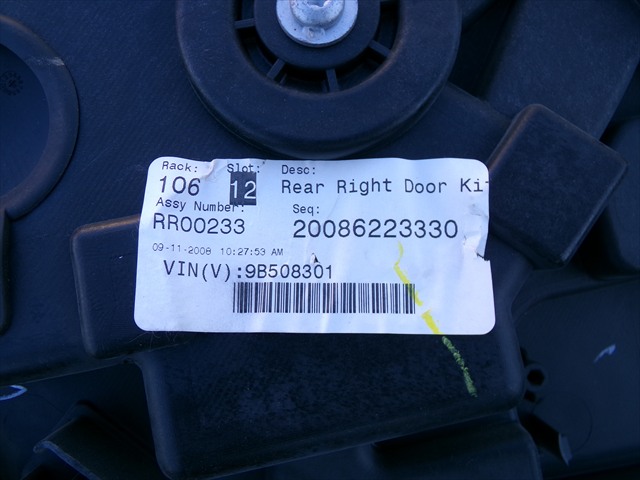 Rack: Slot: Desc:
106 12 Rear Right Door Kit
Assy Number: Seq:
RR00233 20086223330
09-11-2008 10:27:53 AM
VIN(V):9B508301